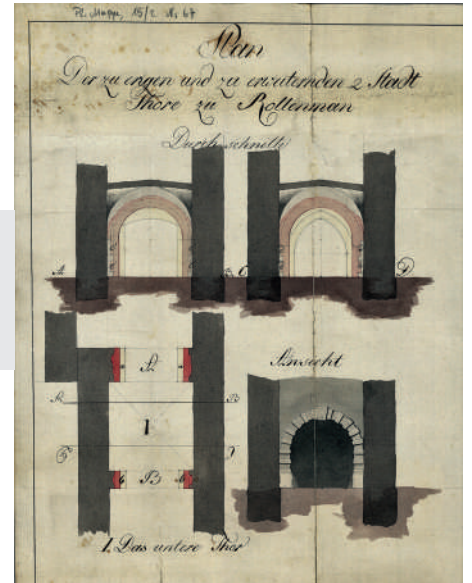 Pl. Mappe, 15/2 Nr 67
Plan
Der zu engen und zu erweiternden 2 Stadt
Thore zu Rottenman
Durchschnitte
A B C D
Ansicht
A
A B
1
C D
b B b
1. Das untere Thor